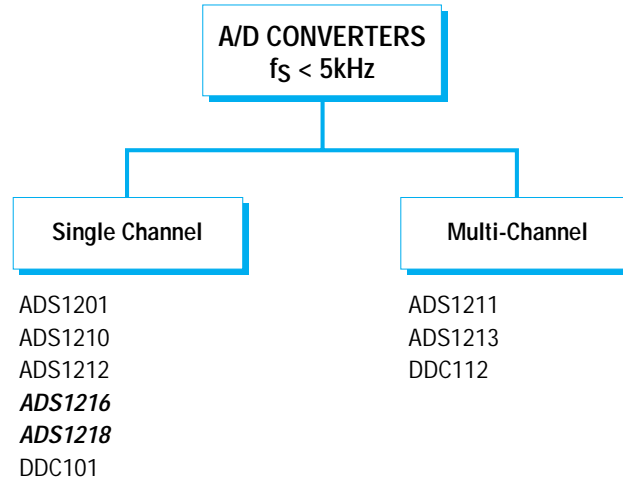 A/D CONVERTERS
fS < 5kHz
Single Channel
Multi-Channel
ADS1201
ADS1210
ADS1212
ADS1216
ADS1218
DDC101
ADS1211
ADS1213
DDC112